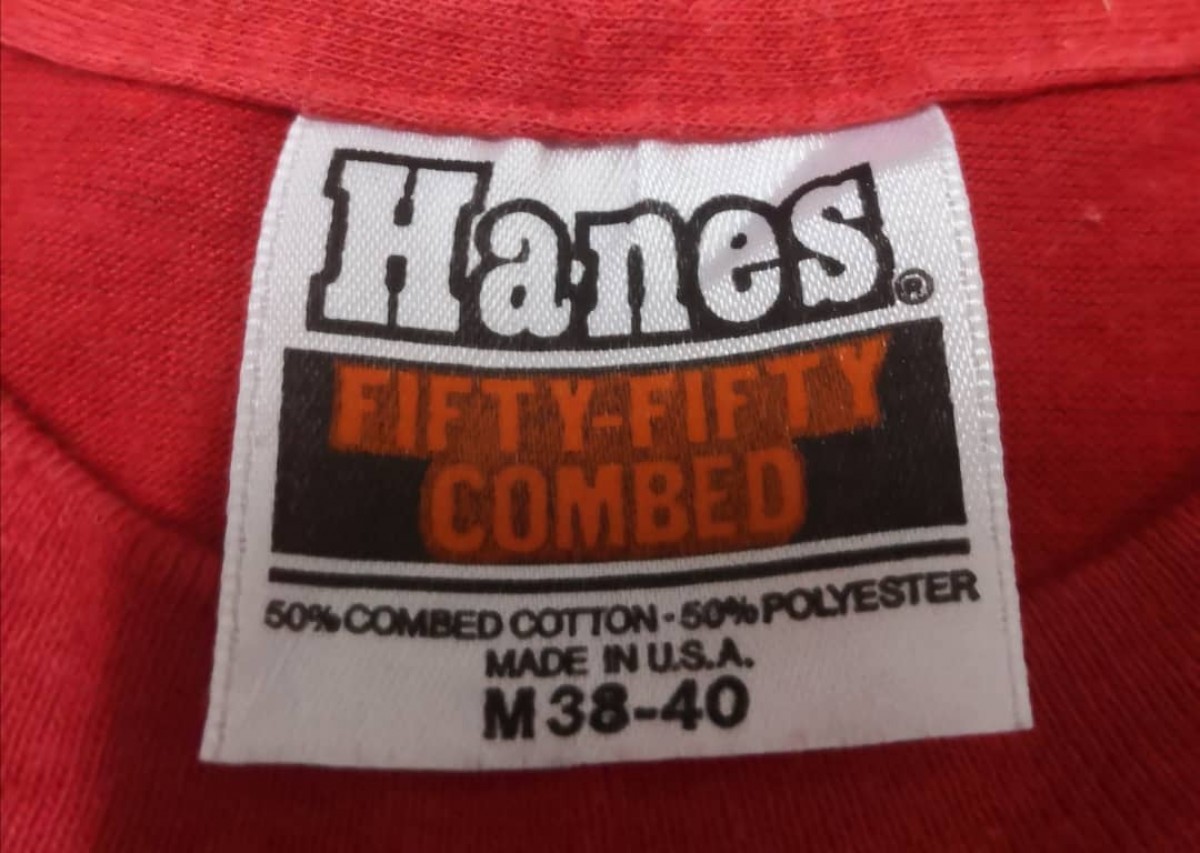 Hanes®
FIFTY-FIFTY
COMBED
50% COMBED COTTON - 50% POLYESTER
MADE IN U.S.A.
M 38-40